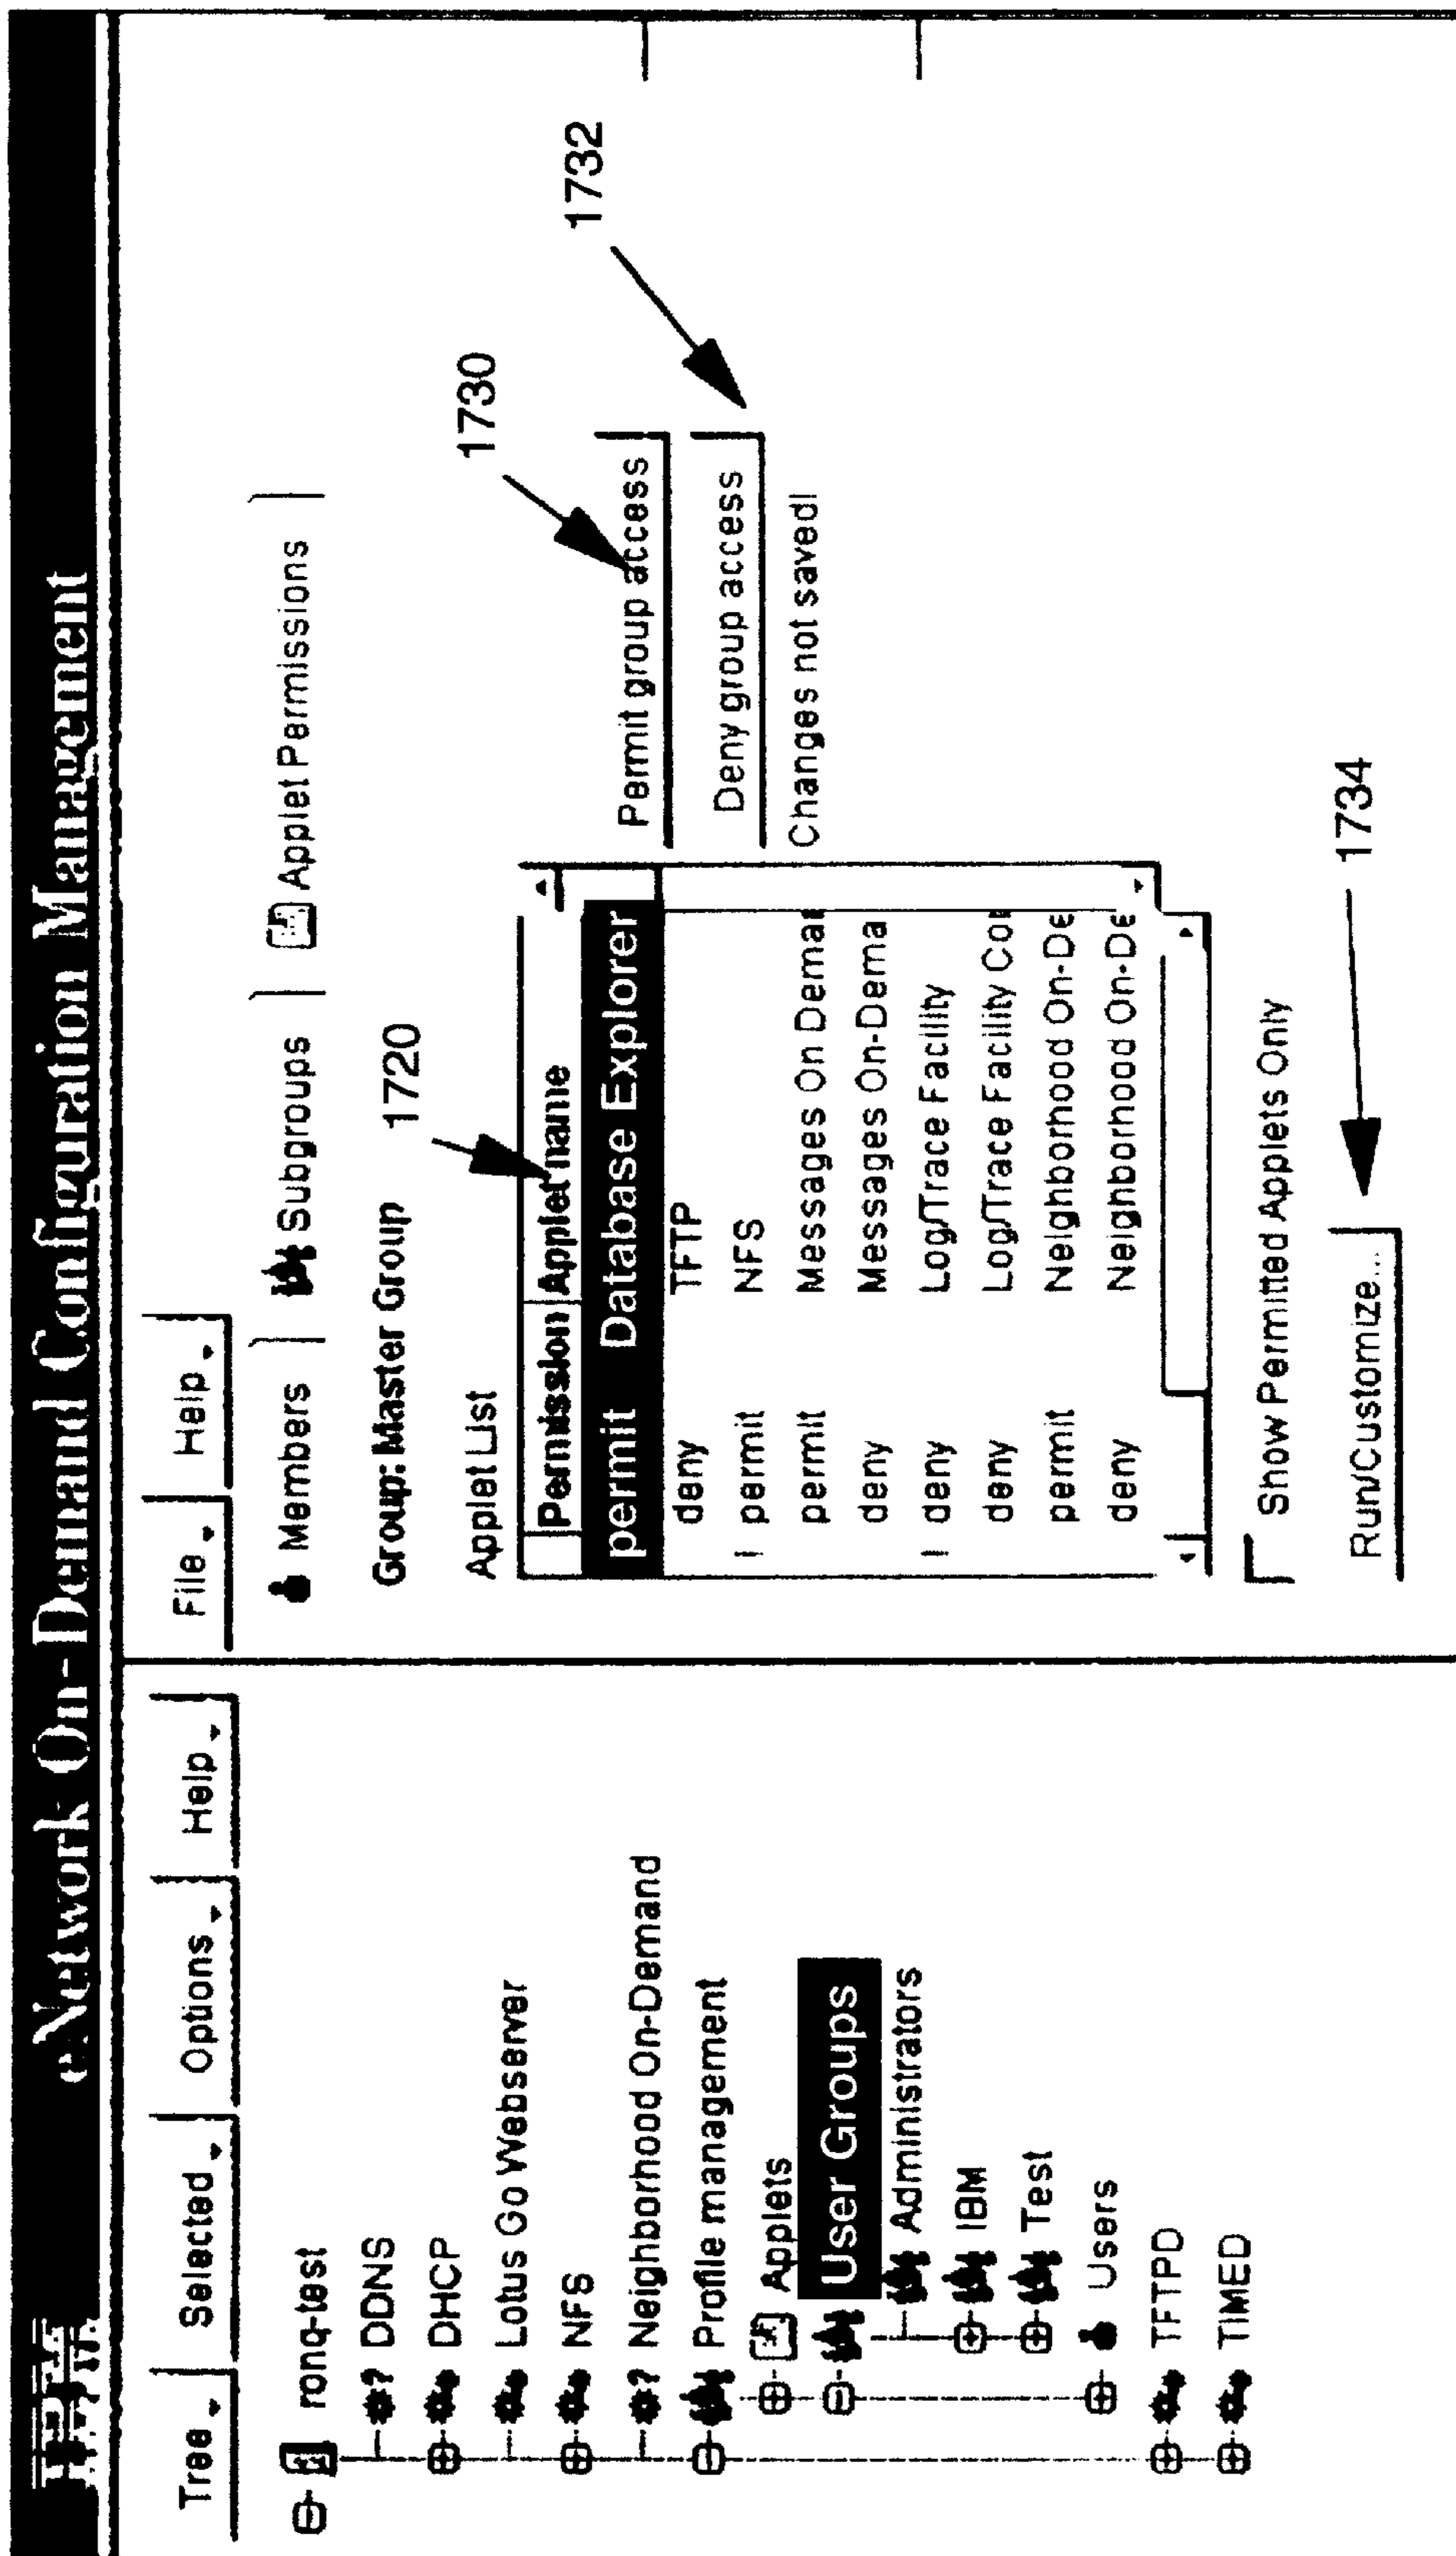 IBM eNetwork On-Demand Configuration Management
Tree Selected Options Help
ronq-test
? DDNS
DHCP
Lotus Go Webserver
NFS
? Neighborhood On-Demand
Profile management
Applets
User Groups
Administrators
IBM
Test
Users
TFTPD
TIMED
File Help
Members Subgroups Applet Permissions
Group: Master Group
1720
Applet List
Permission Applet name
permit Database Explorer
deny TFTP
permit NFS
permit Messages On Deman
deny Messages On-Dema
deny Log/Trace Facility
deny Log/Trace Facility Con
permit Neighborhood On-De
deny Neighborhood On-De
Show Permitted Applets Only
Run/Customize...
1734
1730
Permit group access
1732
Deny group access
Changes not saved!